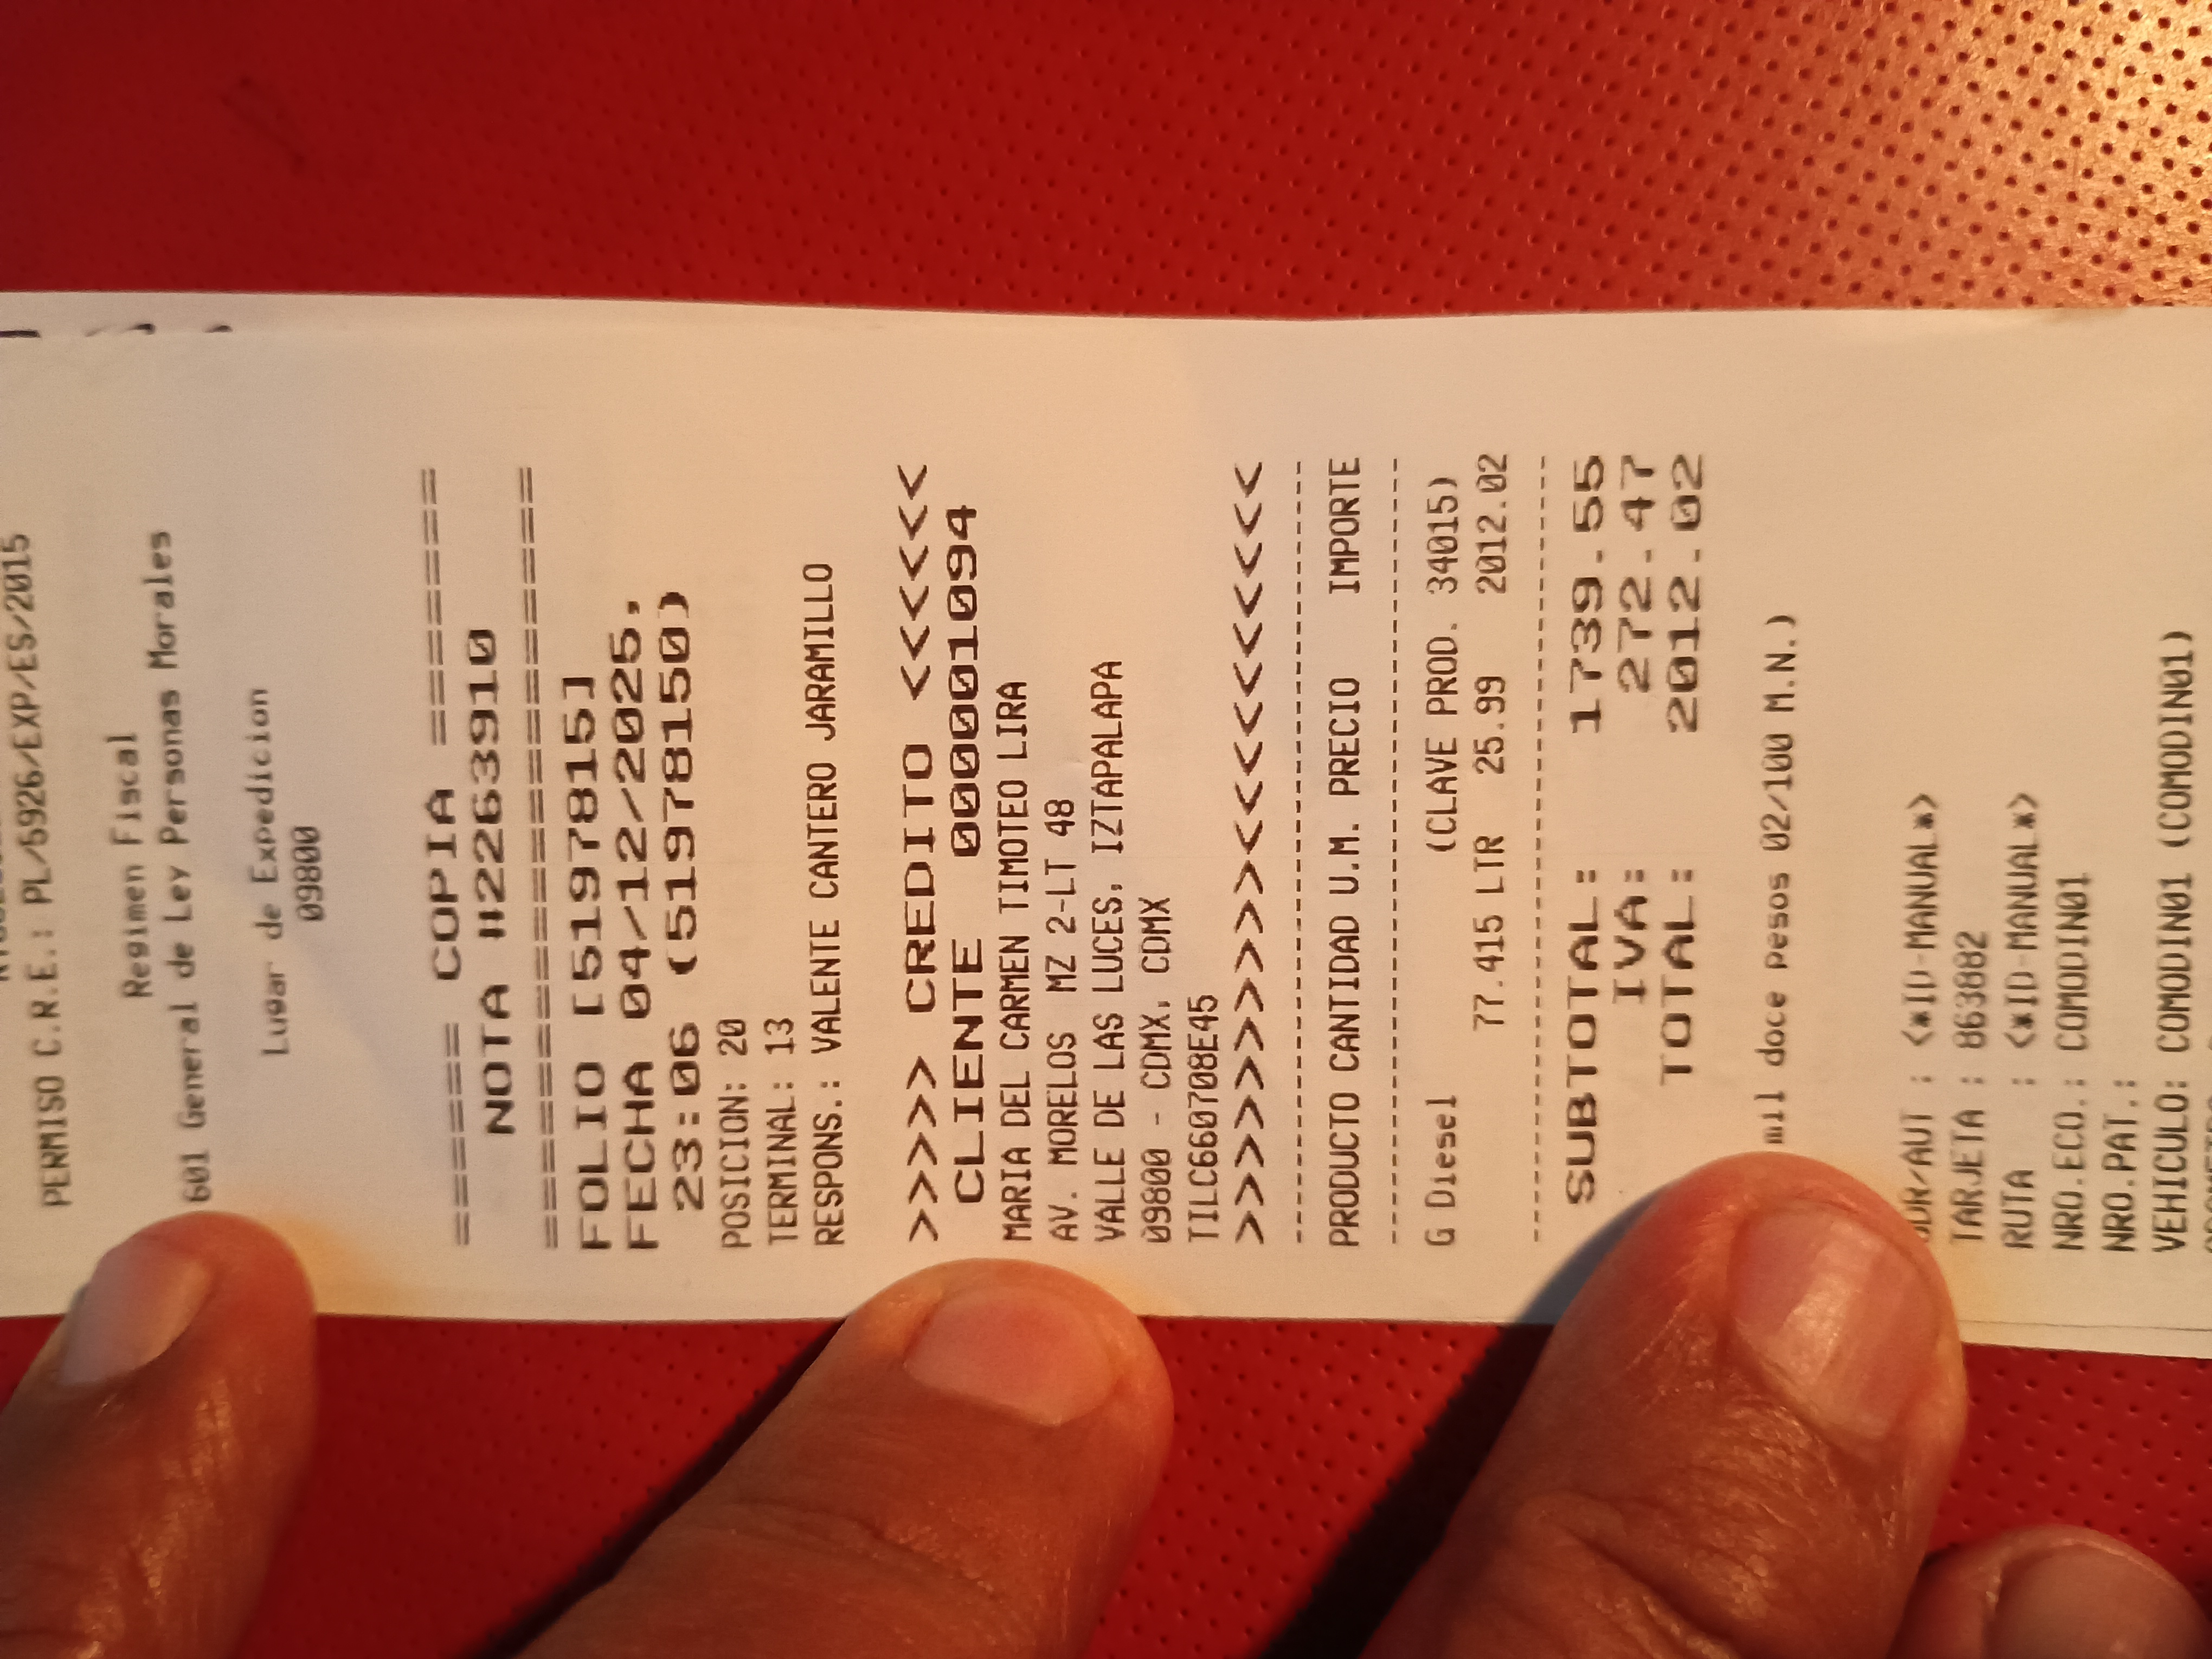 PERMISO C.R.E.: PL/6926/EXP/ES/2015
Regimen Fiscal
601 General de Ley Personas Morales
Lugar de Expedicion
09800
====== COPIA ==========
NOTA #2263910
=======================
FOLIO [5197815]
FECHA 04/12/2025,
23:06 (51978150)
POSICION: 20
TERMINAL: 13
RESPONS.: VALENTE CANTERO JARAMILLO
>>>>> CREDITO <<<<<<
CLIENTE 0000001094
MARIA DEL CARMEN TIMOTEO LIRA
AV. MORELOS MZ 2-LT 48
VALLE DE LAS LUCES, IZTAPALAPA
09800 - CDMX, CDMX
TILC660708E45
>>>>>>>>>><<<<<<<<<<
PRODUCTO CANTIDAD U.M. PRECIO IMPORTE
G Diesel (CLAVE PROD. 34015)
77.415 LTR 25.99 2012.02
SUBTOTAL: 1739.55
IVA: 272.47
TOTAL: 2012.02
mil doce pesos 02/100 M.N.)
: <*ID-MANUAL*>
TARJETA : 863882
RUTA : <*ID-MANUAL*>
NRO.ECO.: COMODIN01
NRO.PAT.:
VEHICULO: COMODIN01 (COMODIN01)